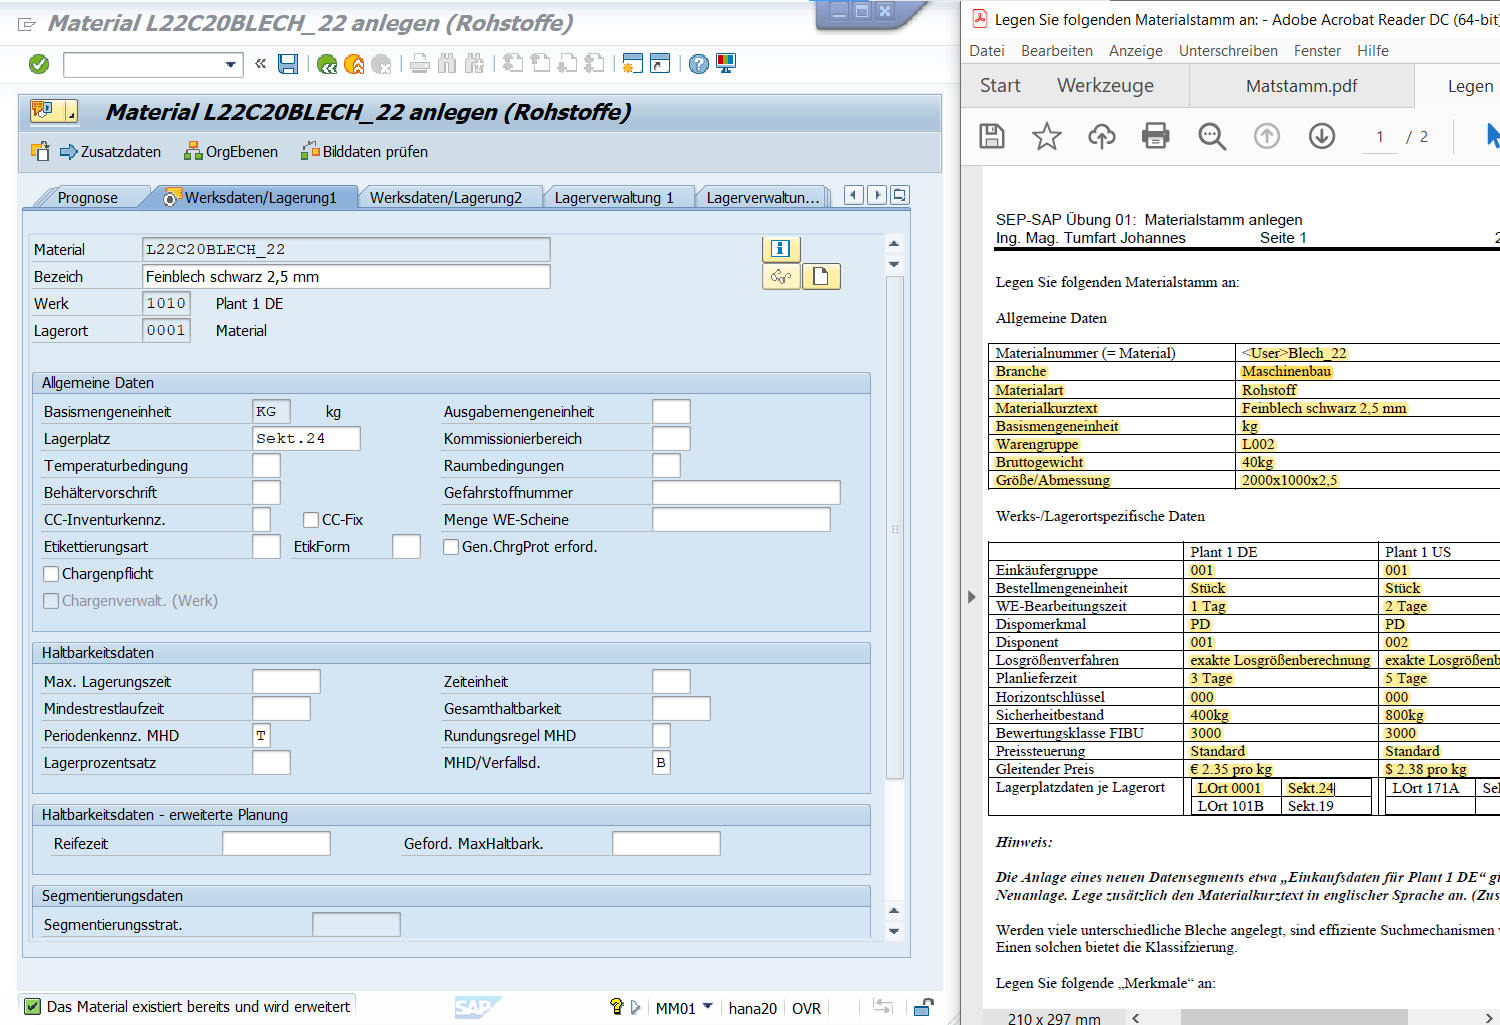 Material L22C20BLECH_22 anlegen (Rohstoffe)
Material L22C20BLECH_22 anlegen (Rohstoffe)
Zusatzdaten OrgEbenen Bilddaten prüfen
Prognose Werksdaten/Lagerung1 Werksdaten/Lagerung2 Lagerverwaltung 1 Lagerverwaltun...
Material L22C20BLECH_22
Bezeich Feinblech schwarz 2,5 mm
Werk 1010 Plant 1 DE
Lagerort 0001 Material
Allgemeine Daten
Basismengeneinheit KG kg Ausgabemengeneinheit
Lagerplatz Sekt.24 Kommissionierbereich
Temperaturbedingung Raumbedingungen
Behältervorschrift Gefahrstoffnummer
CC-Inventurkennz. CC-Fix Menge WE-Scheine
Etikettierungsart EtikForm Gen.ChrgProt erford.
Chargenpflicht
Chargenverwalt. (Werk)
Haltbarkeitsdaten
Max. Lagerungszeit Zeiteinheit
Mindestrestlaufzeit Gesamthaltbarkeit
Periodenkennz. MHD T Rundungsregel MHD
Lagerprozentsatz MHD/Verfallsd. B
Haltbarkeitsdaten - erweiterte Planung
Reifezeit Geford. MaxHaltbark.
Segmentierungsdaten
Segmentierungsstrat.
Das Material existiert bereits und wird erweitert SAP MM01 hana20 OVR
Legen Sie folgenden Materialstamm an: - Adobe Acrobat Reader DC (64-bit)
Datei Bearbeiten Anzeige Unterschreiben Fenster Hilfe
Start Werkzeuge Matstamm.pdf Legen
1 / 2
SEP-SAP Übung 01: Materialstamm anlegen
Ing. Mag. Tumfart Johannes Seite 1 2
Legen Sie folgenden Materialstamm an:
Allgemeine Daten
Materialnummer (= Material) <User>Blech_22
Branche Maschinenbau
Materialart Rohstoff
Materialkurztext Feinblech schwarz 2,5 mm
Basismengeneinheit kg
Warengruppe L002
Bruttogewicht 40kg
Größe/Abmessung 2000x1000x2,5
Werks-/Lagerortspezifische Daten
Plant 1 DE Plant 1 US
Einkäufergruppe 001 001
Bestellmengeneinheit Stück Stück
WE-Bearbeitungszeit 1 Tag 2 Tage
Dispomerkmal PD PD
Disponent 001 002
Losgrößenverfahren exakte Losgrößenberechnung exakte Losgrößenb
Planlieferzeit 3 Tage 5 Tage
Horizontschlüssel 000 000
Sicherheitbestand 400kg 800kg
Bewertungsklasse FIBU 3000 3000
Preissteuerung Standard Standard
Gleitender Preis € 2.35 pro kg $ 2.38 pro kg
Lagerplatzdaten je Lagerort LOrt 0001 Sekt.24 LOrt 171A Se
LOrt 101B Sekt.19
Hinweis:
Die Anlage eines neuen Datensegments etwa „Einkaufsdaten für Plant 1 DE“ gi
Neuanlage. Lege zusätzlich den Materialkurztext in englischer Sprache an. (Zus
Werden viele unterschiedliche Bleche angelegt, sind effiziente Suchmechanismen
Einen solchen bietet die Klassifzierung.
Legen Sie folgende „Merkmale“ an:
210 x 297 mm